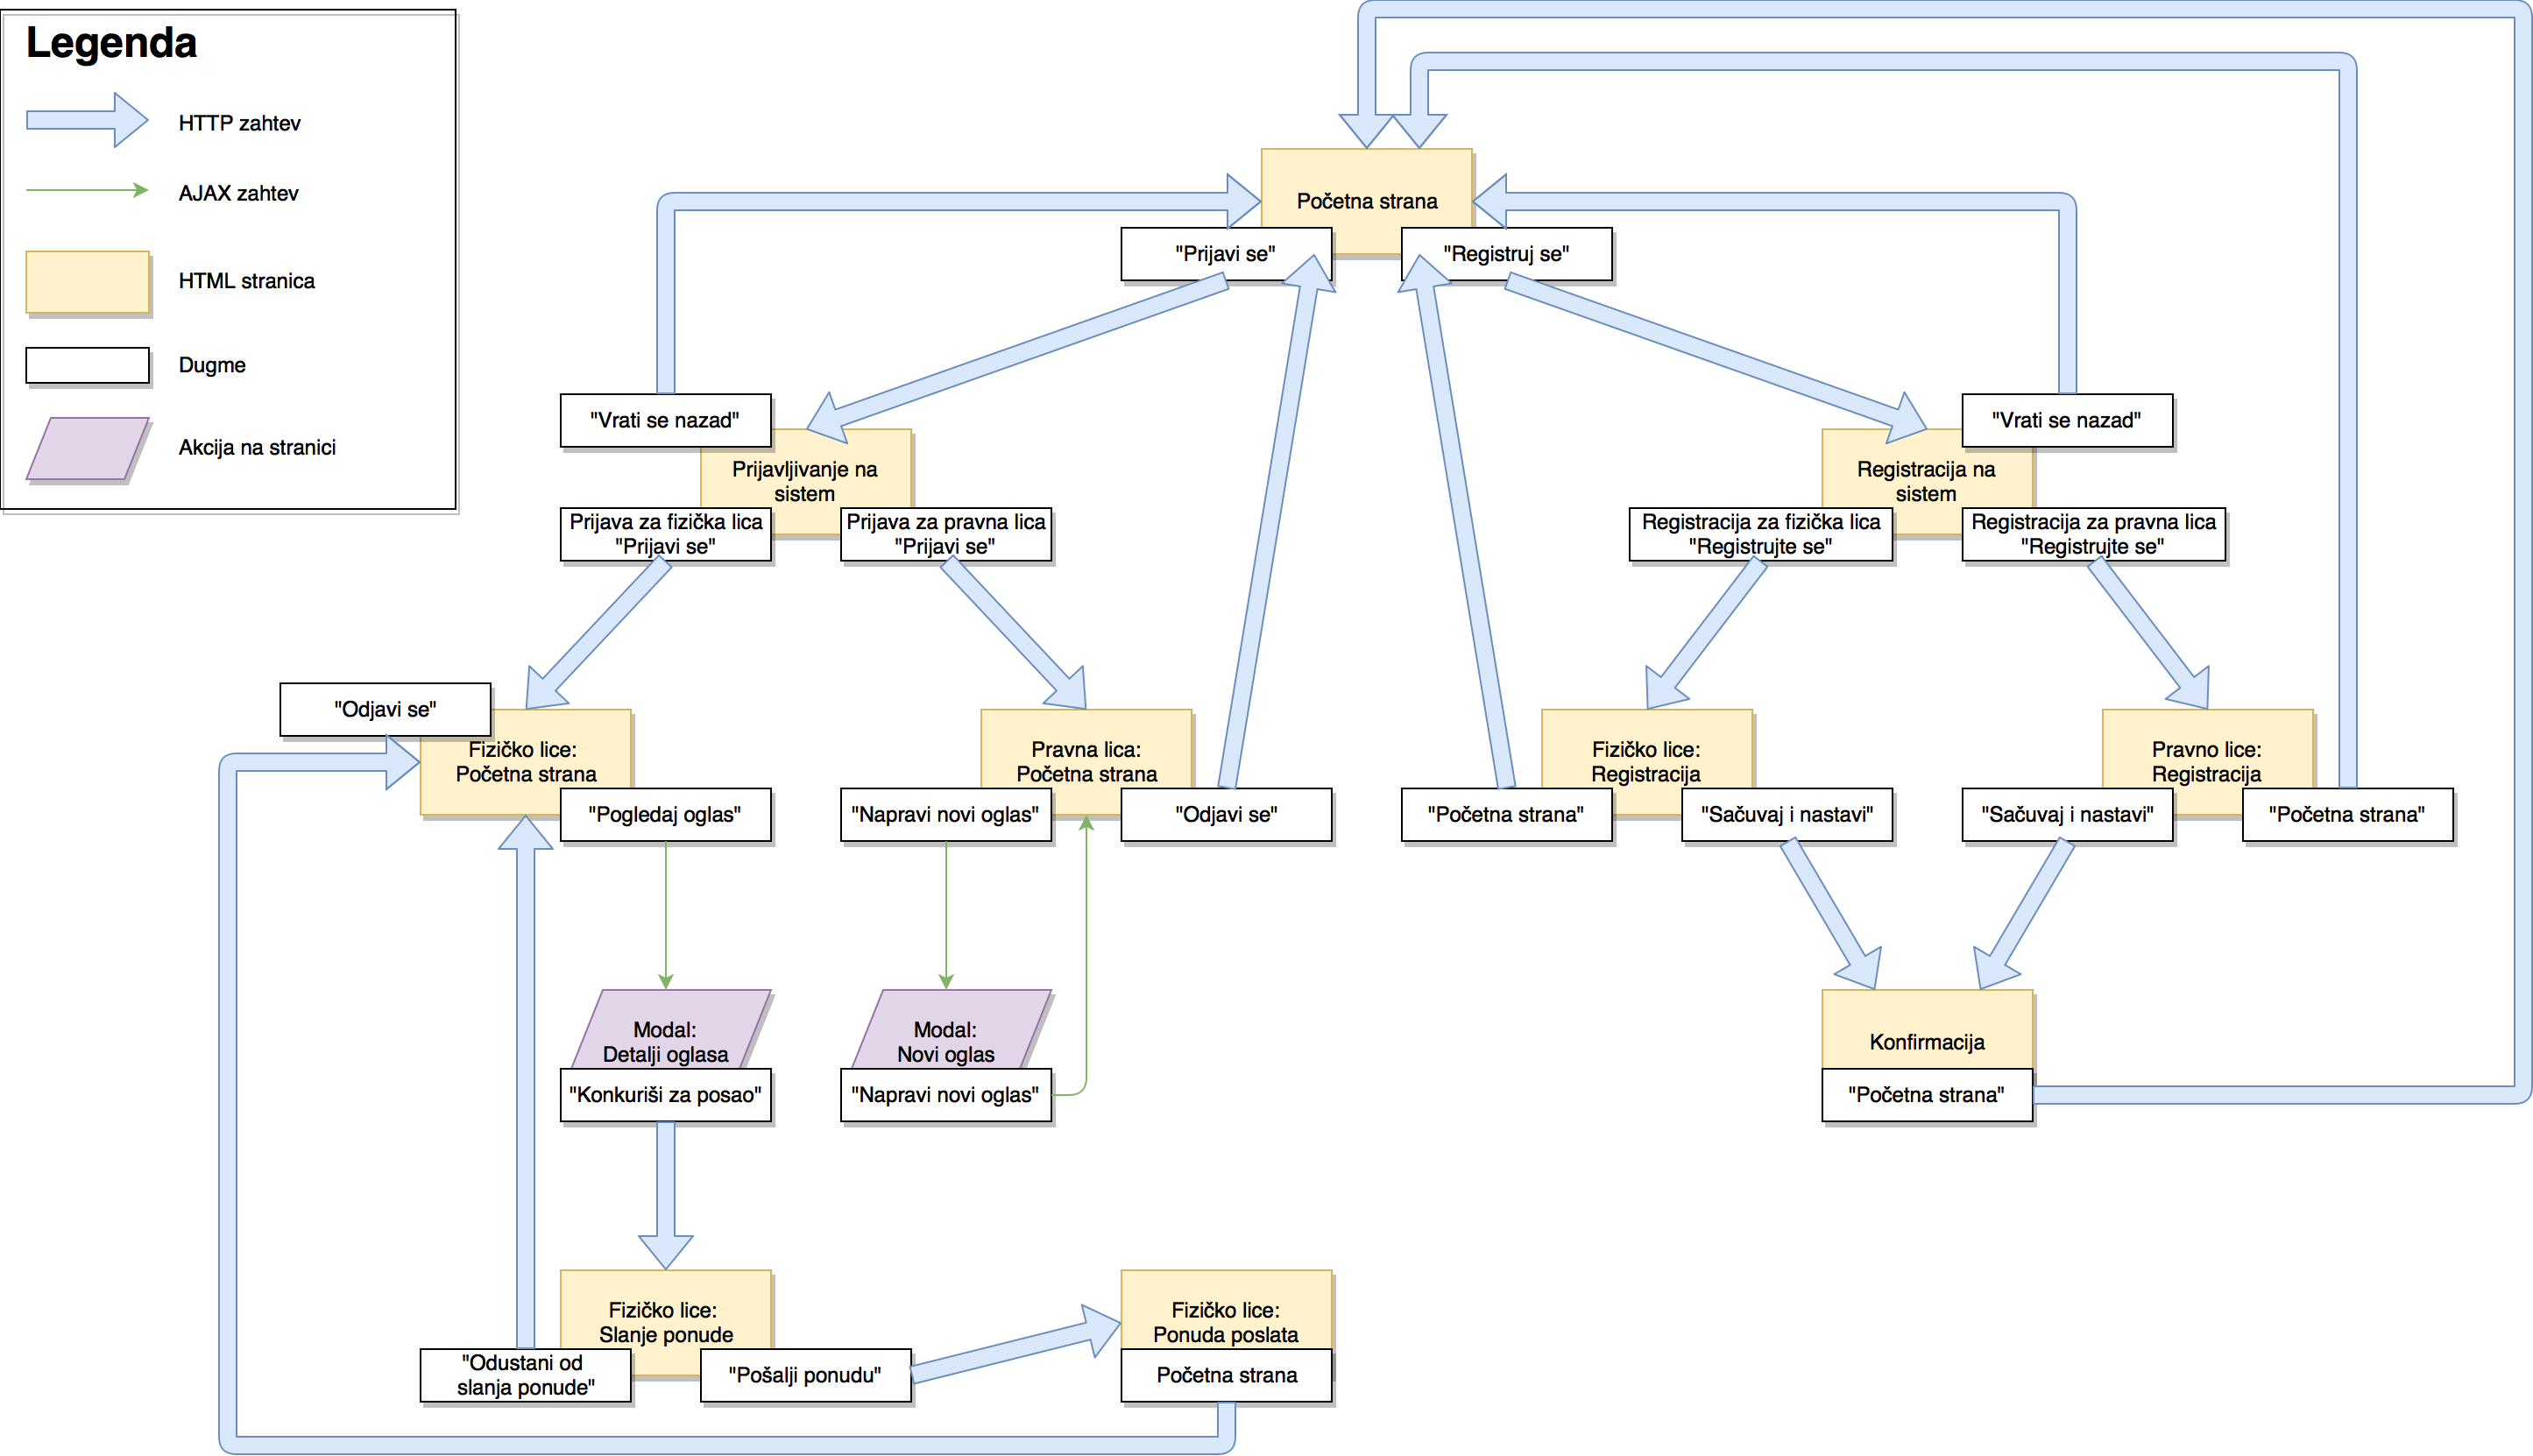 Legenda
HTTP zahtev
AJAX zahtev
HTML stranica
Dugme
Akcija na stranici
Početna strana
"Prijavi se"
"Registruj se"
"Vrati se nazad"
Prijavljivanje na
sistem
Prijava za fizička lica
"Prijavi se"
Prijava za pravna lica
"Prijavi se"
"Vrati se nazad"
Registracija na
sistem
Registracija za fizička lica
"Registrujte se"
Registracija za pravna lica
"Registrujte se"
"Odjavi se"
Fizičko lice:
Početna strana
"Pogledaj oglas"
Pravna lica:
Početna strana
"Napravi novi oglas"
"Odjavi se"
Fizičko lice:
Registracija
"Početna strana"
"Sačuvaj i nastavi"
Pravno lice:
Registracija
"Sačuvaj i nastavi"
"Početna strana"
Modal:
Detalji oglasa
"Konkuriši za posao"
Modal:
Novi oglas
"Napravi novi oglas"
Konfirmacija
"Početna strana"
Fizičko lice:
Slanje ponude
"Odustani od
slanja ponude"
"Pošalji ponudu"
Fizičko lice:
Ponuda poslata
Početna strana